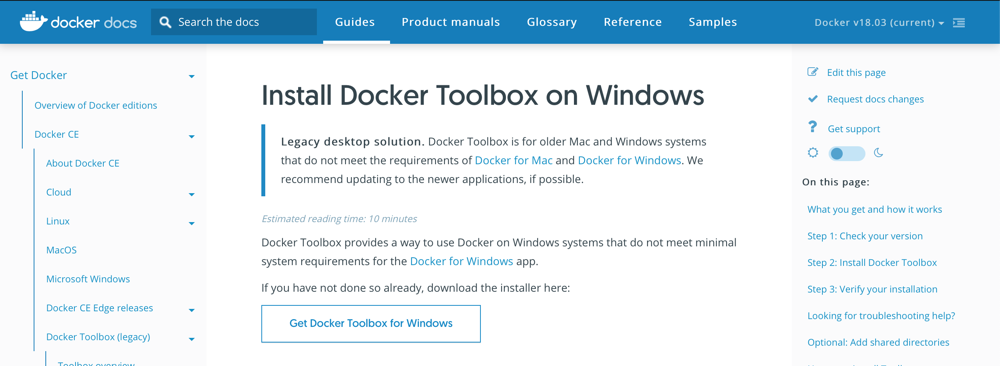 docker docs
Search the docs
Guides
Product manuals
Glossary
Reference
Samples
Docker v18.03 (current)
Get Docker
Overview of Docker editions
Docker CE
About Docker CE
Cloud
Linux
MacOS
Microsoft Windows
Docker CE Edge releases
Docker Toolbox (legacy)
Toolbox overview
Install Docker Toolbox on Windows
Legacy desktop solution. Docker Toolbox is for older Mac and Windows systems
that do not meet the requirements of Docker for Mac and Docker for Windows. We
recommend updating to the newer applications, if possible.
Estimated reading time: 10 minutes
Docker Toolbox provides a way to use Docker on Windows systems that do not meet minimal
system requirements for the Docker for Windows app.
If you have not done so already, download the installer here:
Get Docker Toolbox for Windows
Edit this page
Request docs changes
Get support
On this page:
What you get and how it works
Step 1: Check your version
Step 2: Install Docker Toolbox
Step 3: Verify your installation
Looking for troubleshooting help?
Optional: Add shared directories